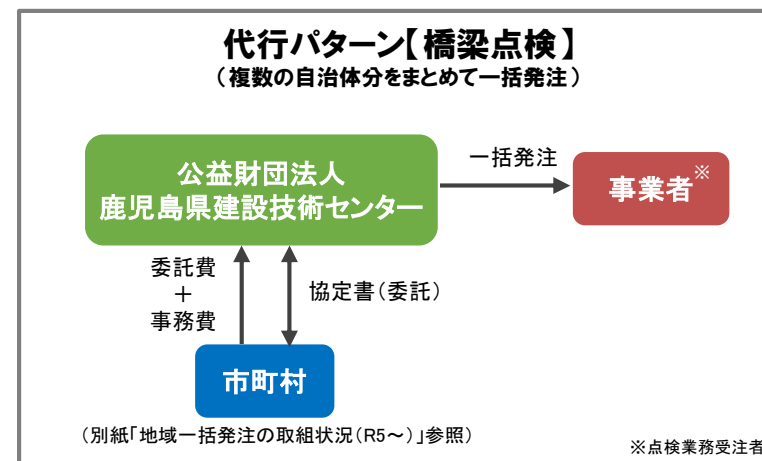 代行パターン【橋梁点検】
（複数の自治体分をまとめて一括発注）
公益財団法人
鹿児島県建設技術センター
一括発注
事業者※
委託費
＋
事務費
協定書（委託）
市町村
（別紙「地域一括発注の取組状況（R5～）」参照）
※点検業務受注者